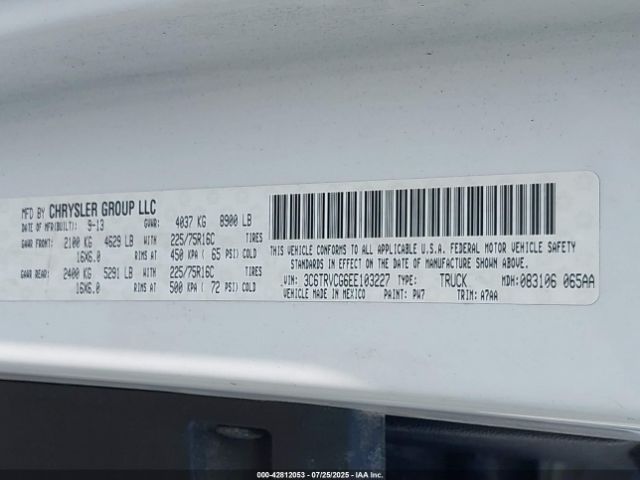 MFD BY CHRYSLER GROUP LLC
DATE OF MFR(BUILT): 9-13 GVWR: 4037 KG 8900 LB
GAWR FRONT: 2100 KG 4629 LB WITH 225/75R16C TIRES
16X6.0 RIMS AT 450 KPA ( 65 PSI) COLD
GAWR REAR: 2400 KG 5291 LB WITH 225/75R16C TIRES
16X6.0 RIMS AT 500 KPA ( 72 PSI) COLD
THIS VEHICLE CONFORMS TO ALL APPLICABLE U.S.A. FEDERAL MOTOR VEHICLE SAFETY
STANDARDS IN EFFECT ON THE DATE OF MANUFACTURE SHOWN ABOVE.
VIN: 3C6TRVCG6EE103227 TYPE: TRUCK MDH: 083106 065AA
VEHICLE MADE IN MEXICO PAINT: PW7 TRIM: A7AA
000-42812053 - 07/25/2025 - IAAI.com